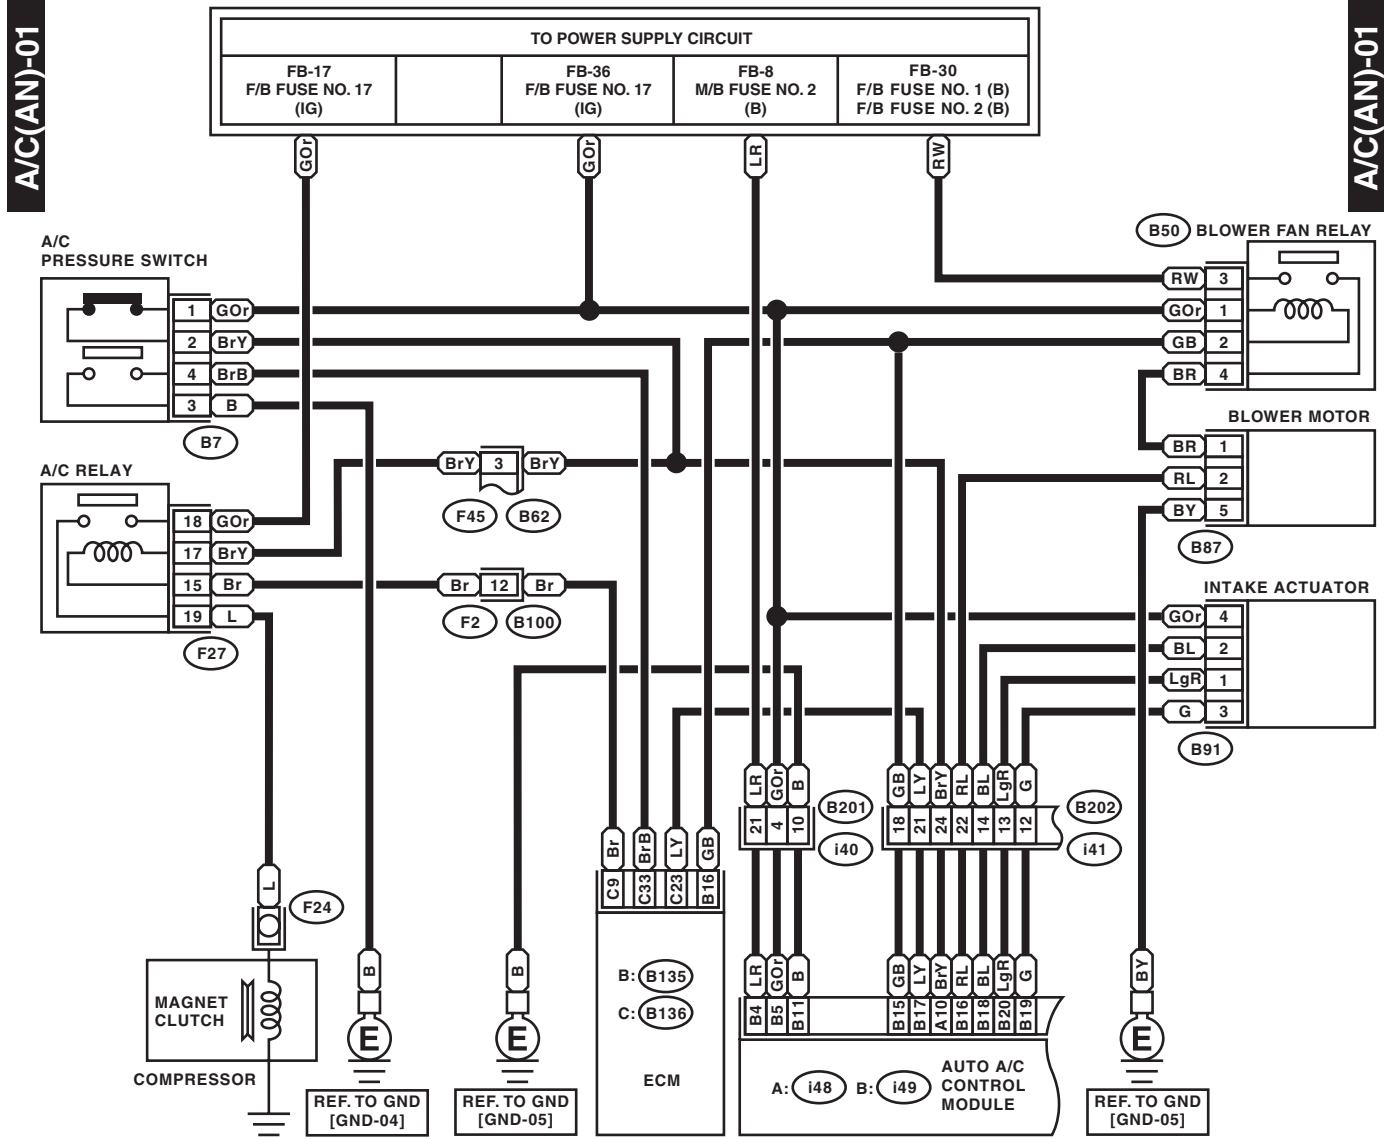 A/C(AN)-01
A/C(AN)-01
TO POWER SUPPLY CIRCUIT
FB-17
F/B FUSE NO. 17
(IG)
FB-36
F/B FUSE NO. 17
(IG)
FB-8
M/B FUSE NO. 2
(B)
FB-30
F/B FUSE NO. 1 (B)
F/B FUSE NO. 2 (B)
GOr
GOr
LR
RW
A/C
PRESSURE SWITCH
1 GOr
2 BrY
4 BrB
3 B
B7
B50 BLOWER FAN RELAY
RW 3
GOr 1
GB 2
BR 4
BLOWER MOTOR
BR 1
RL 2
BY 5
B87
A/C RELAY
18 GOr
17 BrY
15 Br
19 L
F27
BrY 3 BrY
F45 B62
Br 12 Br
F2 B100
INTAKE ACTUATOR
GOr 4
BL 2
LgR 1
G 3
B91
LR GOr B
21 4 10
B201
i40
GB LY BrY RL BL LgR G
18 21 24 22 14 13 12
B202
i41
Br BrB LY GB
C9 C33 C23 B16
B: B135
C: B136
ECM
L
F24
MAGNET
CLUTCH
COMPRESSOR
B
E
REF. TO GND
[GND-04]
B
E
REF. TO GND
[GND-05]
LR GOr B
B4 B5 B11
GB LY BrY RL BL LgR G
B15 B17 A10 B16 B18 B20 B19
A: i48 B: i49
AUTO A/C
CONTROL
MODULE
BY
E
REF. TO GND
[GND-05]